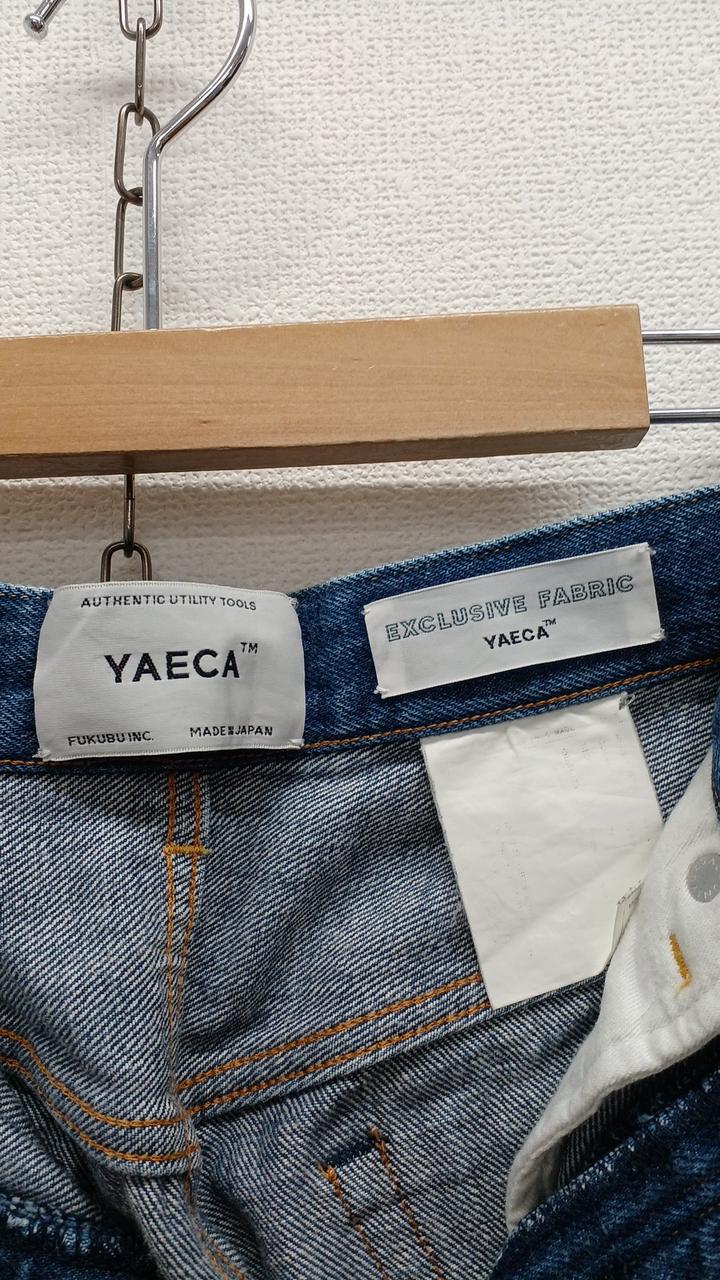 AUTHENTIC UTILITY TOOLS
YAECA™
FUKUBU INC. MADE IN JAPAN
EXCLUSIVE FABRIC
YAECA™